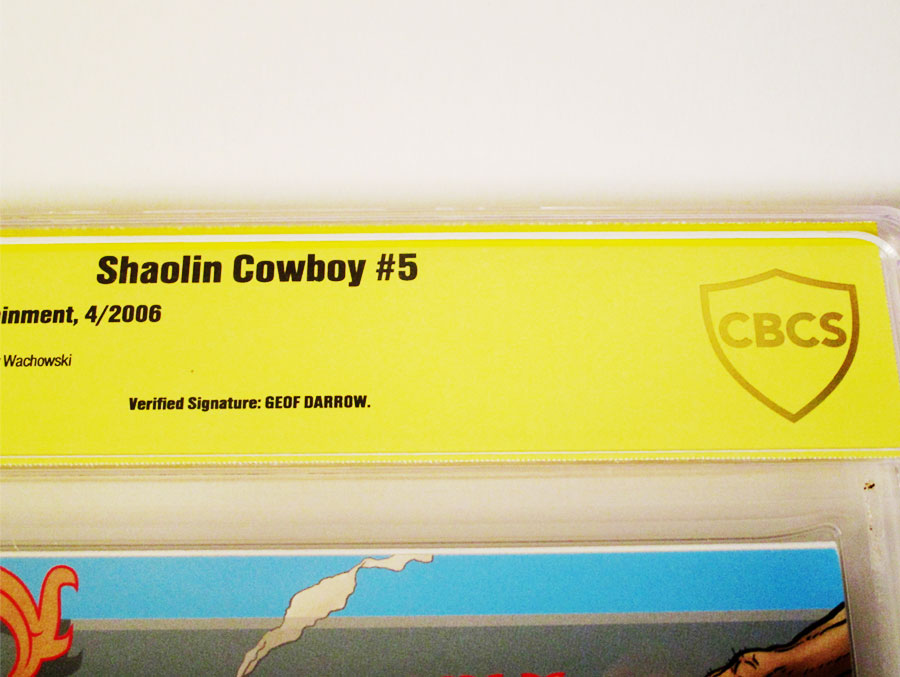 Shaolin Cowboy #5
inment, 4/2006
Wachowski
Verified Signature: GEOF DARROW.
CBCS